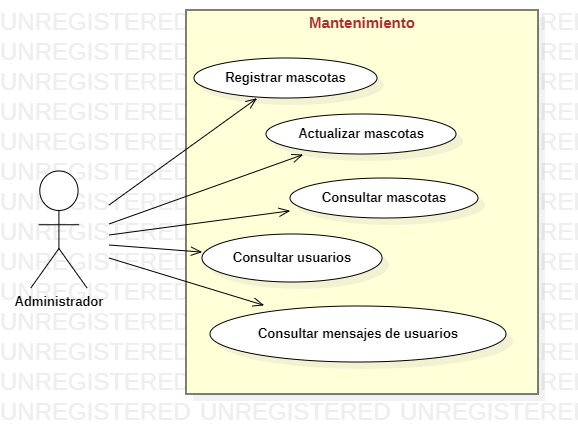 UNREGISTERED UNREGISTERED UNREGISTERED
Mantenimiento
Registrar mascotas
Actualizar mascotas
Consultar mascotas
Consultar usuarios
Administrador
Consultar mensajes de usuarios